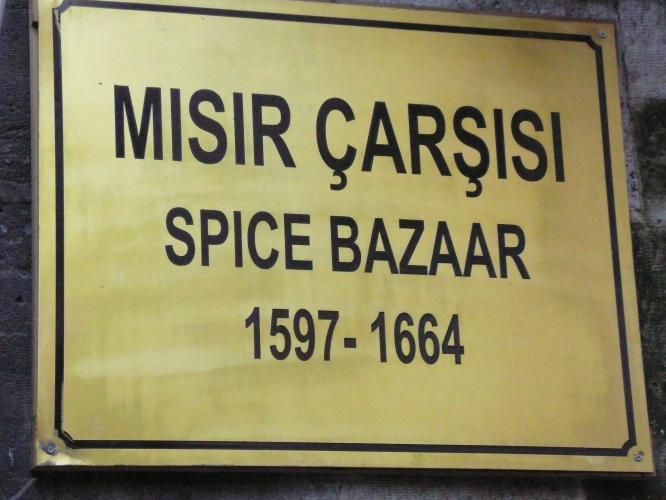 MISIR ÇARŞISI
SPICE BAZAAR
1597- 1664